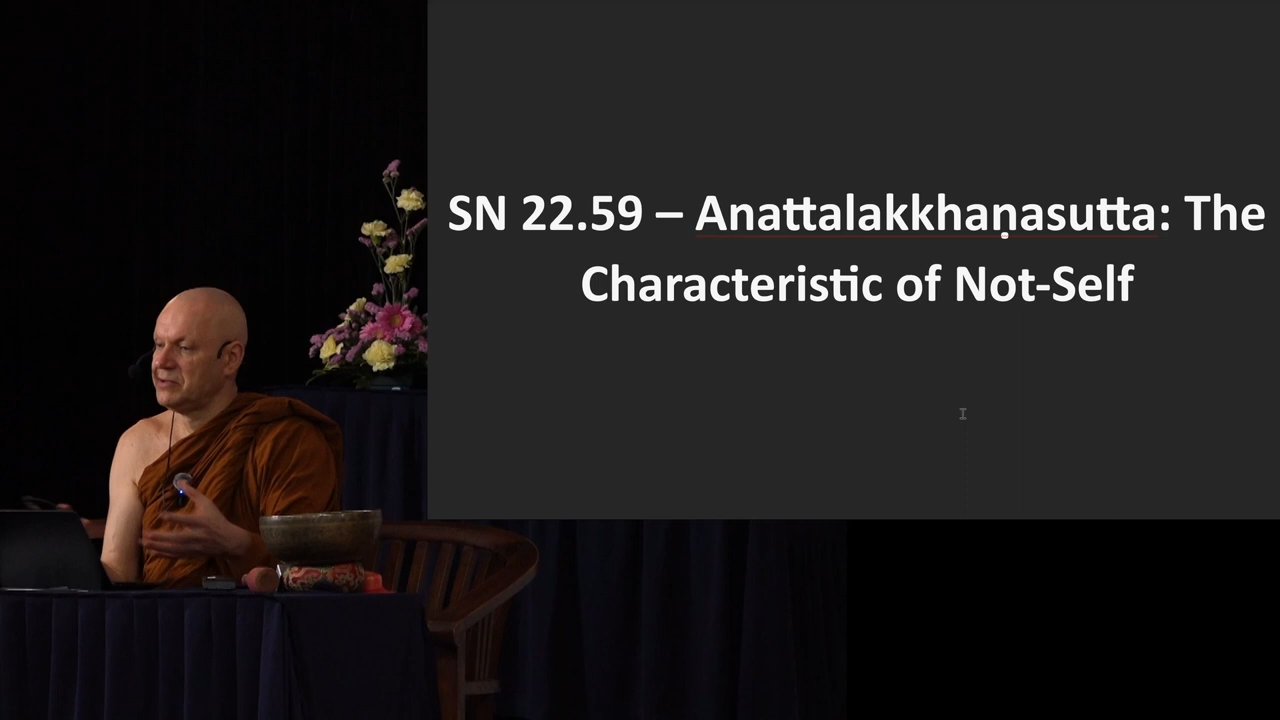 SN 22.59 – Anattalakkhaṇasutta: The
Characteristic of Not-Self